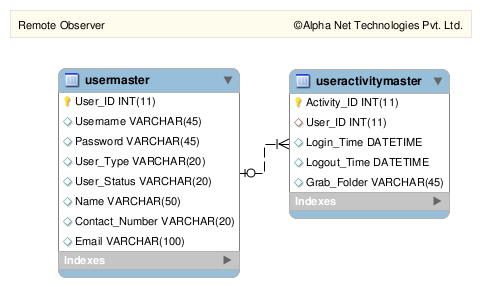 Remote Observer ©Alpha Net Technologies Pvt. Ltd.
usermaster
User_ID INT(11)
Username VARCHAR(45)
Password VARCHAR(45)
User_Type VARCHAR(20)
User_Status VARCHAR(20)
Name VARCHAR(50)
Contact_Number VARCHAR(20)
Email VARCHAR(100)
Indexes
useractivitymaster
Activity_ID INT(11)
User_ID INT(11)
Login_Time DATETIME
Logout_Time DATETIME
Grab_Folder VARCHAR(45)
Indexes